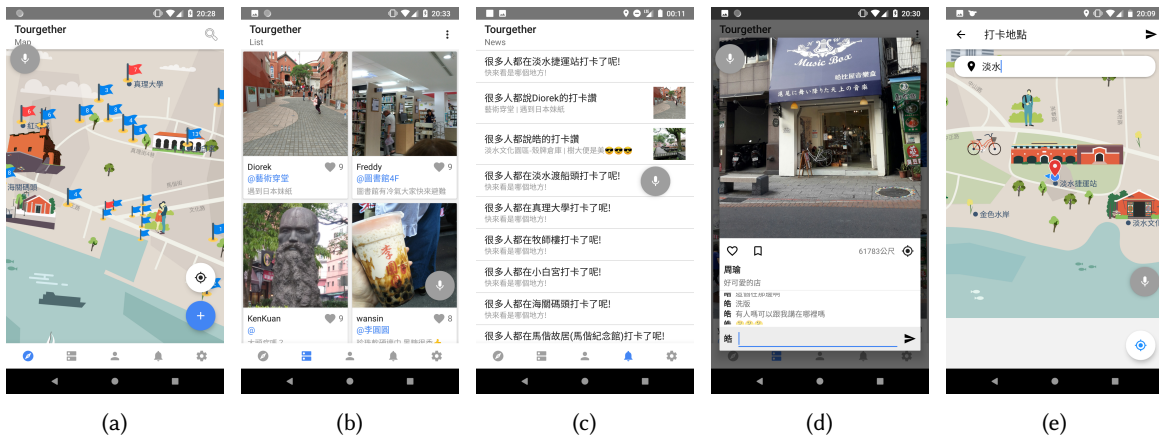 20:28
Tourgether
Map
真理大學
海關碼頭
(a)
20:33
Tourgether
List
Diorek 9
@藝術穿堂
遇到日本妹紙
Freddy 9
@圖書館4F
圖書館有冷氣大家快來避難
KenKuan 9
@
wansin 8
@李圓圓
(b)
00:11
Tourgether
News
很多人都在淡水捷運站打卡了呢!
快來看是哪個地方!
很多人都說Diorek的打卡讚
藝術穿堂 | 遇到日本妹紙
很多人都說皓的打卡讚
淡水文化園區-殼牌倉庫 | 樹大便是美😎😎😎
很多人都在淡水渡船頭打卡了呢!
快來看是哪個地方!
很多人都在真理大學打卡了呢!
快來看是哪個地方!
很多人都在牧師樓打卡了呢!
快來看是哪個地方!
很多人都在小白宮打卡了呢!
快來看是哪個地方!
很多人都在海關碼頭打卡了呢!
快來看是哪個地方!
很多人都在馬偕故居(馬偕紀念館)打卡了呢!
(c)
20:30
Tourgether
List
Music Box
61783公尺
周瑜
好可愛的店
皓 洗版
皓 有人嗎可以跟我講在哪裡嗎
皓
(d)
20:09
打卡地點
淡水
淡水捷運站
金色水岸
淡水文化
(e)